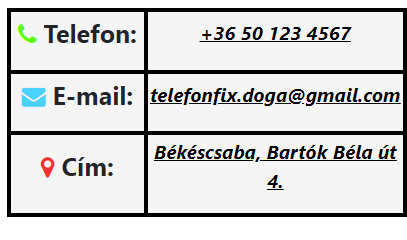 Telefon: +36 50 123 4567
E-mail: telefonfix.doga@gmail.com
Cím: Békéscsaba, Bartók Béla út
4.